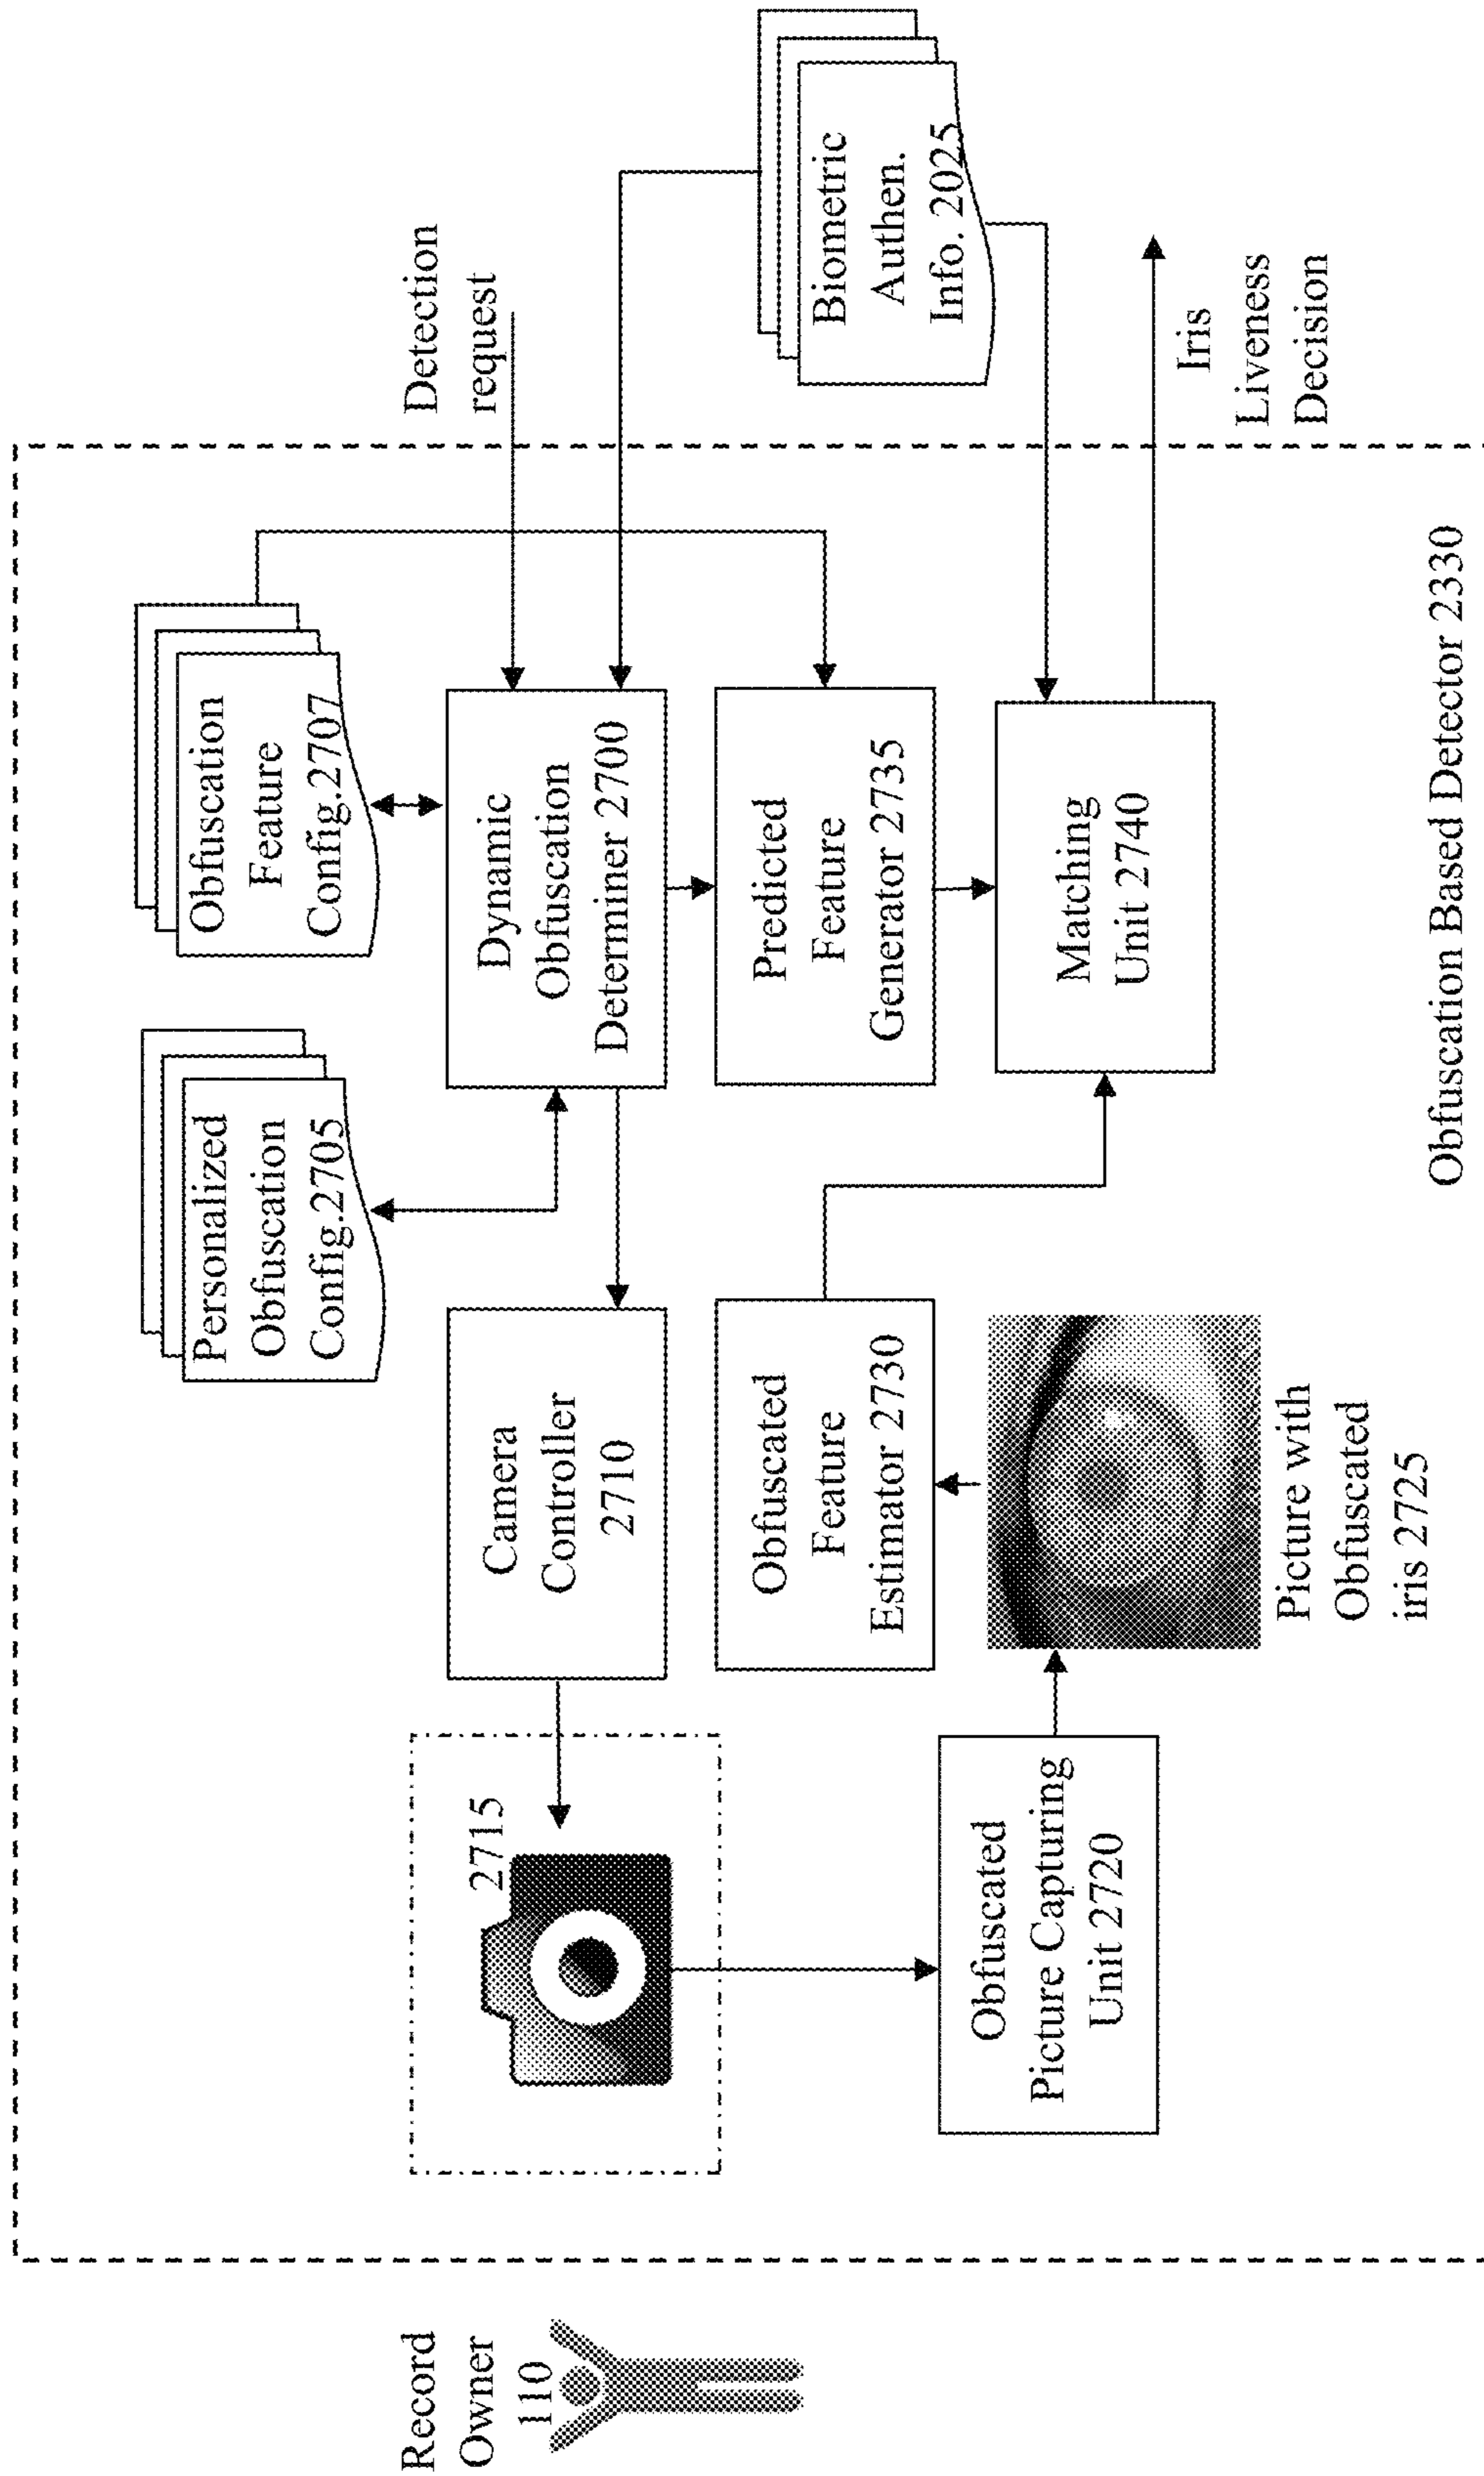 Record
Owner
110
2715
Camera
Controller
2710
Personalized
Obfuscation
Config.2705
Obfuscation
Feature
Config.2707
Dynamic
Obfuscation
Determiner 2700
Detection
request
Obfuscated
Picture Capturing
Unit 2720
Picture with
Obfuscated
iris 2725
Obfuscated
Feature
Estimator 2730
Predicted
Feature
Generator 2735
Matching
Unit 2740
Biometric
Authen.
Info. 2025
Iris
Liveness
Decision
Obfuscation Based Detector 2330